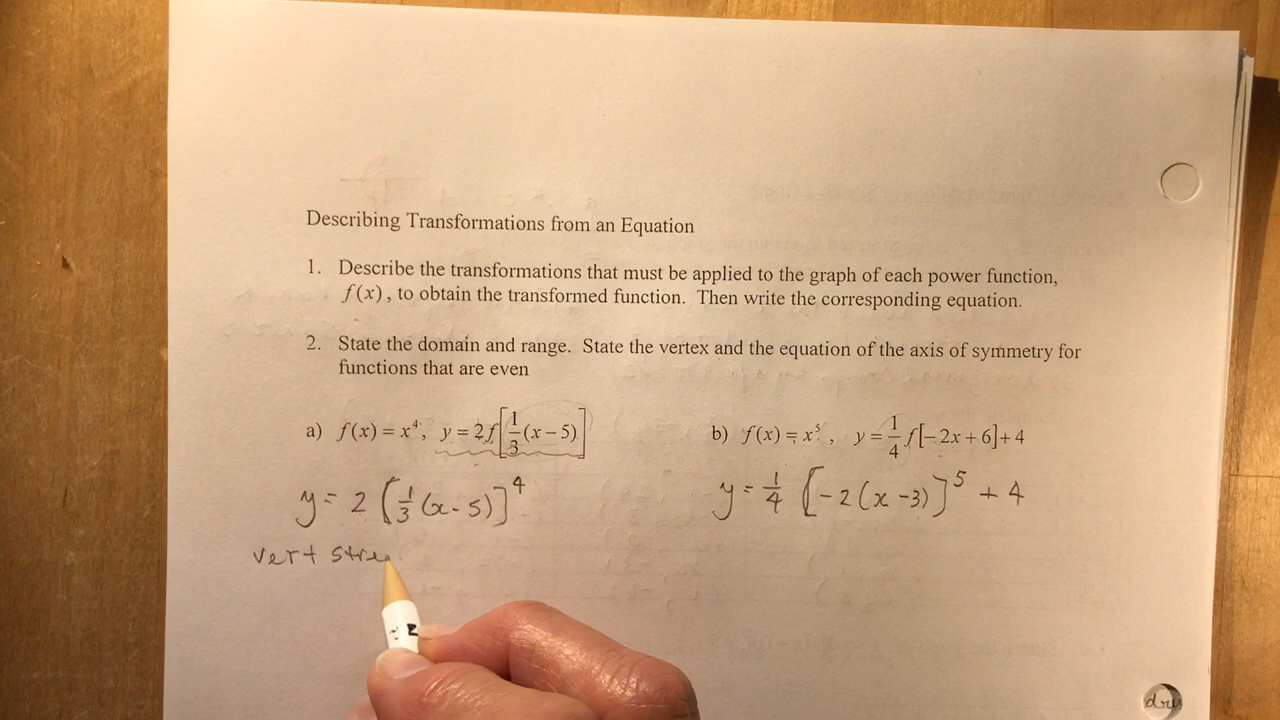 Describing Transformations from an Equation
1. Describe the transformations that must be applied to the graph of each power function,
f(x), to obtain the transformed function. Then write the corresponding equation.
2. State the domain and range. State the vertex and the equation of the axis of symmetry for
functions that are even
a) f(x) = x⁴, y = 2f[1/3(x − 5)]
b) f(x) = x⁵, y = 1/4 f[− 2x + 6] + 4
y = 2 [1/3 (x - 5)]⁴
y = 1/4 [-2(x - 3)]⁵ + 4
vert stre